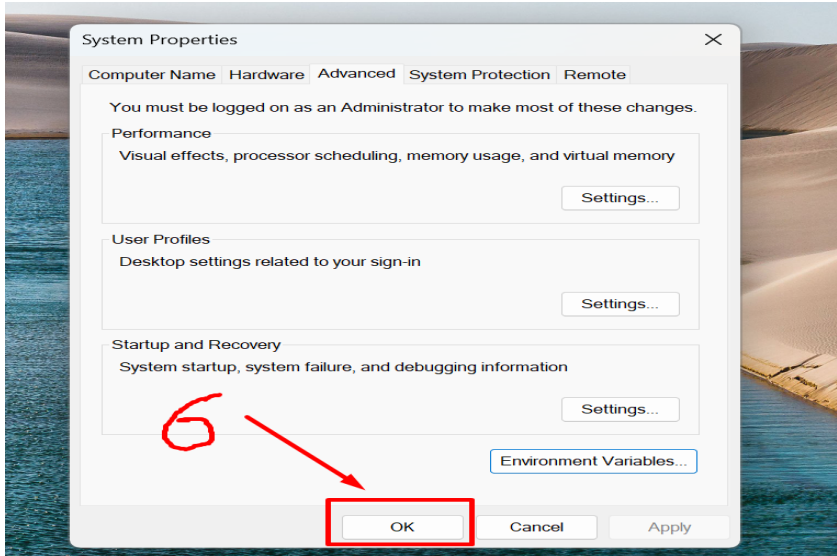 System Properties
Computer Name Hardware Advanced System Protection Remote
You must be logged on as an Administrator to make most of these changes.
Performance
Visual effects, processor scheduling, memory usage, and virtual memory
Settings...
User Profiles
Desktop settings related to your sign-in
Settings...
Startup and Recovery
System startup, system failure, and debugging information
6
Settings...
Environment Variables...
OK Cancel Apply